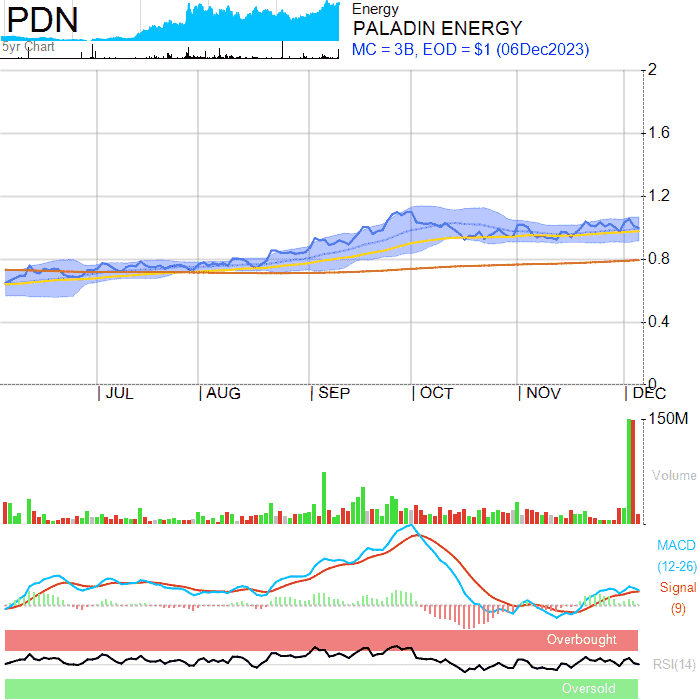 PDN
5yr Chart
Energy
PALADIN ENERGY
MC = 3B, EOD = $1 (06Dec2023)
2
1.6
1.2
0.8
0.4
0
JUL AUG SEP OCT NOV DEC
150M
Volume
MACD
(12-26)
Signal
(9)
Overbought
RSI(14)
Oversold